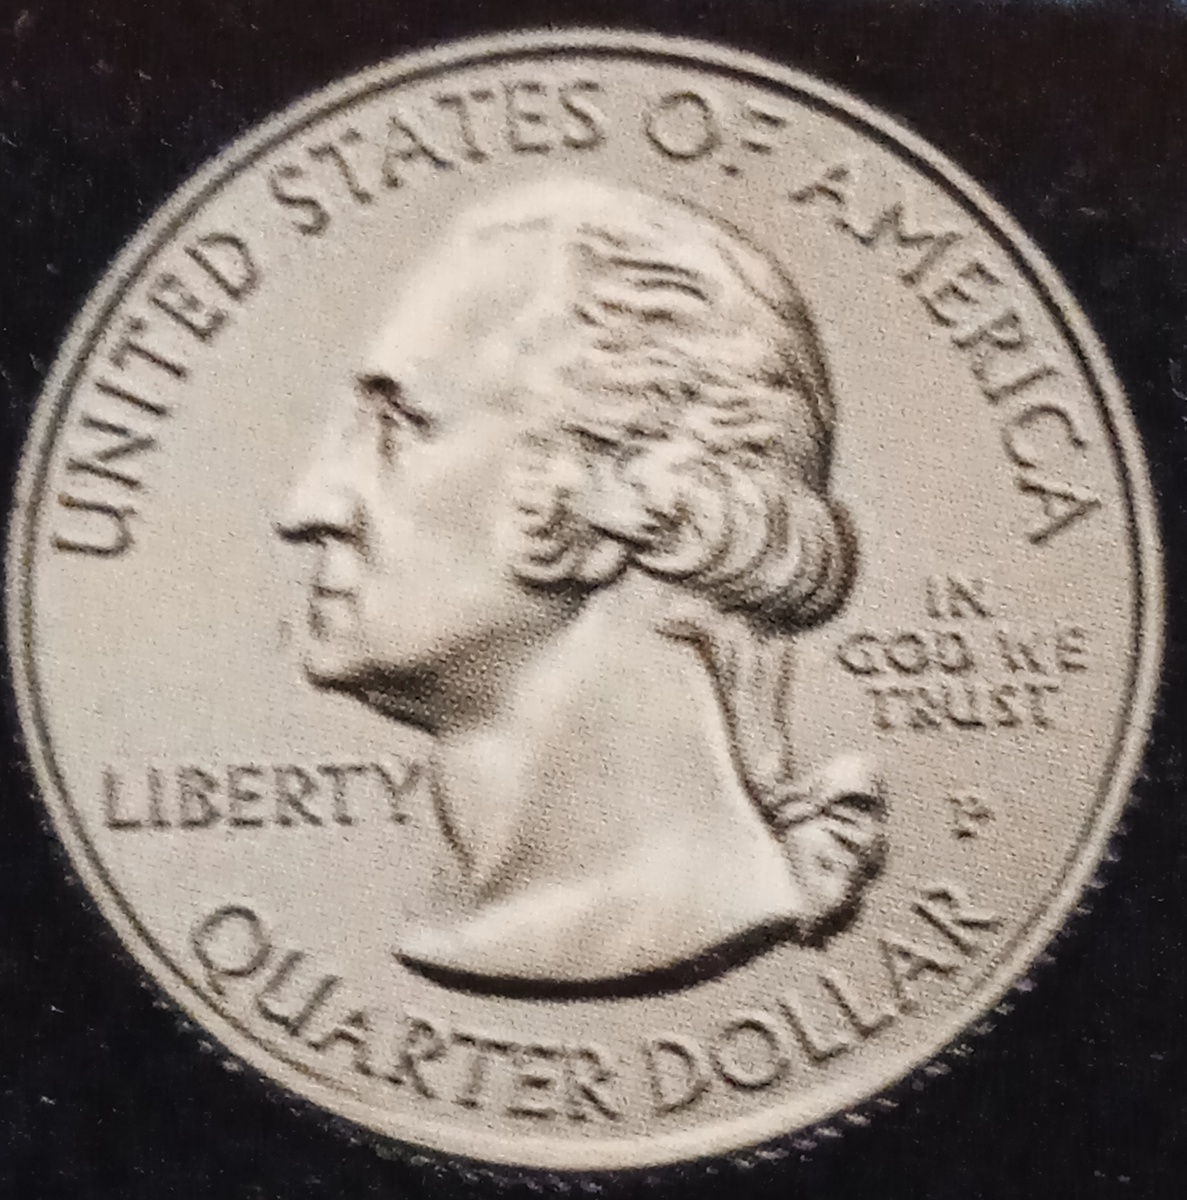 UNITED STATES OF AMERICA
IN
GOD WE
TRUST
LIBERTY
P
QUARTER DOLLAR